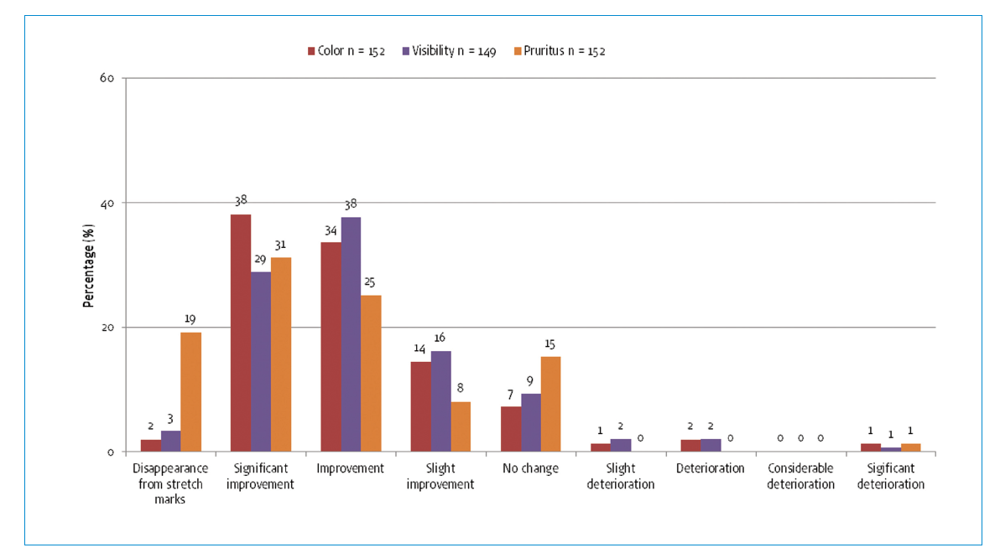 Color n = 152 Visibility n = 149 Pruritus n = 152
60
40
20
0
Percentage (%)
2 3 19
38 29 31
34 38 25
14 16 8
7 9 15
1 2 0
2 2 0
0 0 0
1 1 1
Disappearance
from stretch
marks
Significant
improvement
Improvement
Slight
improvement
No change
Slight
deterioration
Deterioration
Considerable
deterioration
Sigificant
deterioration